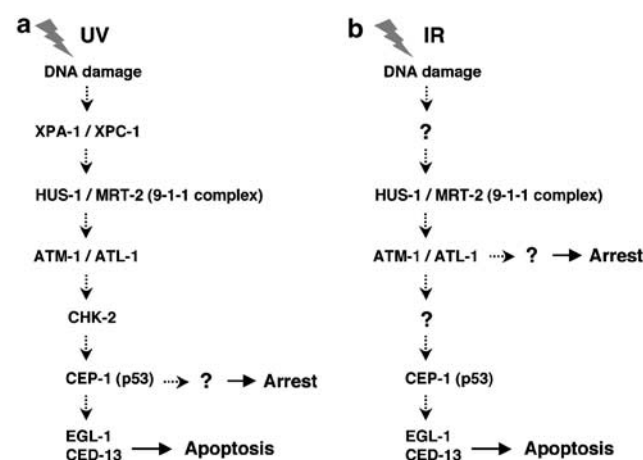 a UV
DNA damage
XPA-1 / XPC-1
HUS-1 / MRT-2 (9-1-1 complex)
ATM-1 / ATL-1
CHK-2
CEP-1 (p53) ? Arrest
EGL-1
CED-13 Apoptosis
b IR
DNA damage
?
HUS-1 / MRT-2 (9-1-1 complex)
ATM-1 / ATL-1 ? Arrest
?
CEP-1 (p53)
EGL-1
CED-13 Apoptosis